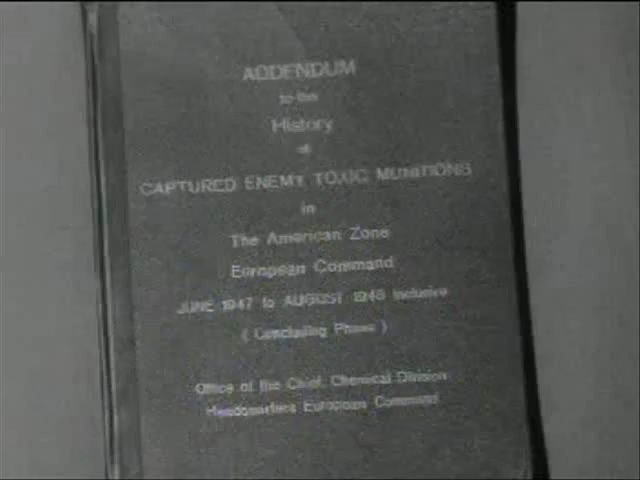 ADDENDUM
to the
History
of
CAPTURED ENEMY TOXIC MUNITIONS
in
The American Zone
European Command
JUNE 1947 to AUGUST 1948 Inclusive
( Concluding Phase )
Office of the Chief, Chemical Division
Headquarters European Command